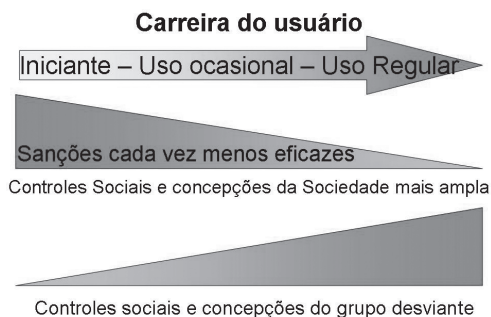 Carreira do usuário
Iniciante – Uso ocasional – Uso Regular
Sanções cada vez menos eficazes
Controles Sociais e concepções da Sociedade mais ampla
Controles sociais e concepções do grupo desviante